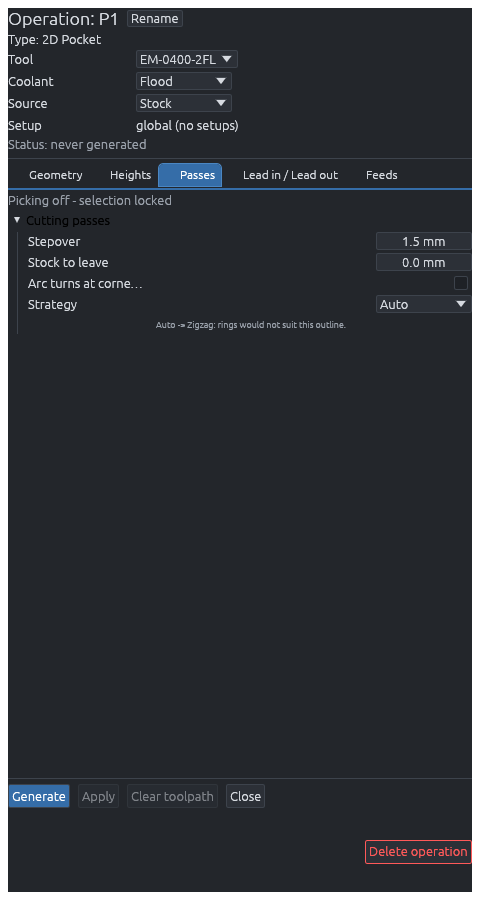 Operation: P1 Rename
Type: 2D Pocket
Tool EM-0400-2FL
Coolant Flood
Source Stock
Setup global (no setups)
Status: never generated
Geometry Heights Passes Lead in / Lead out Feeds
Picking off - selection locked
Cutting passes
Stepover 1.5 mm
Stock to leave 0.0 mm
Arc turns at corne…
Strategy Auto
Auto -> Zigzag: rings would not suit this outline.
Generate Apply Clear toolpath Close
Delete operation